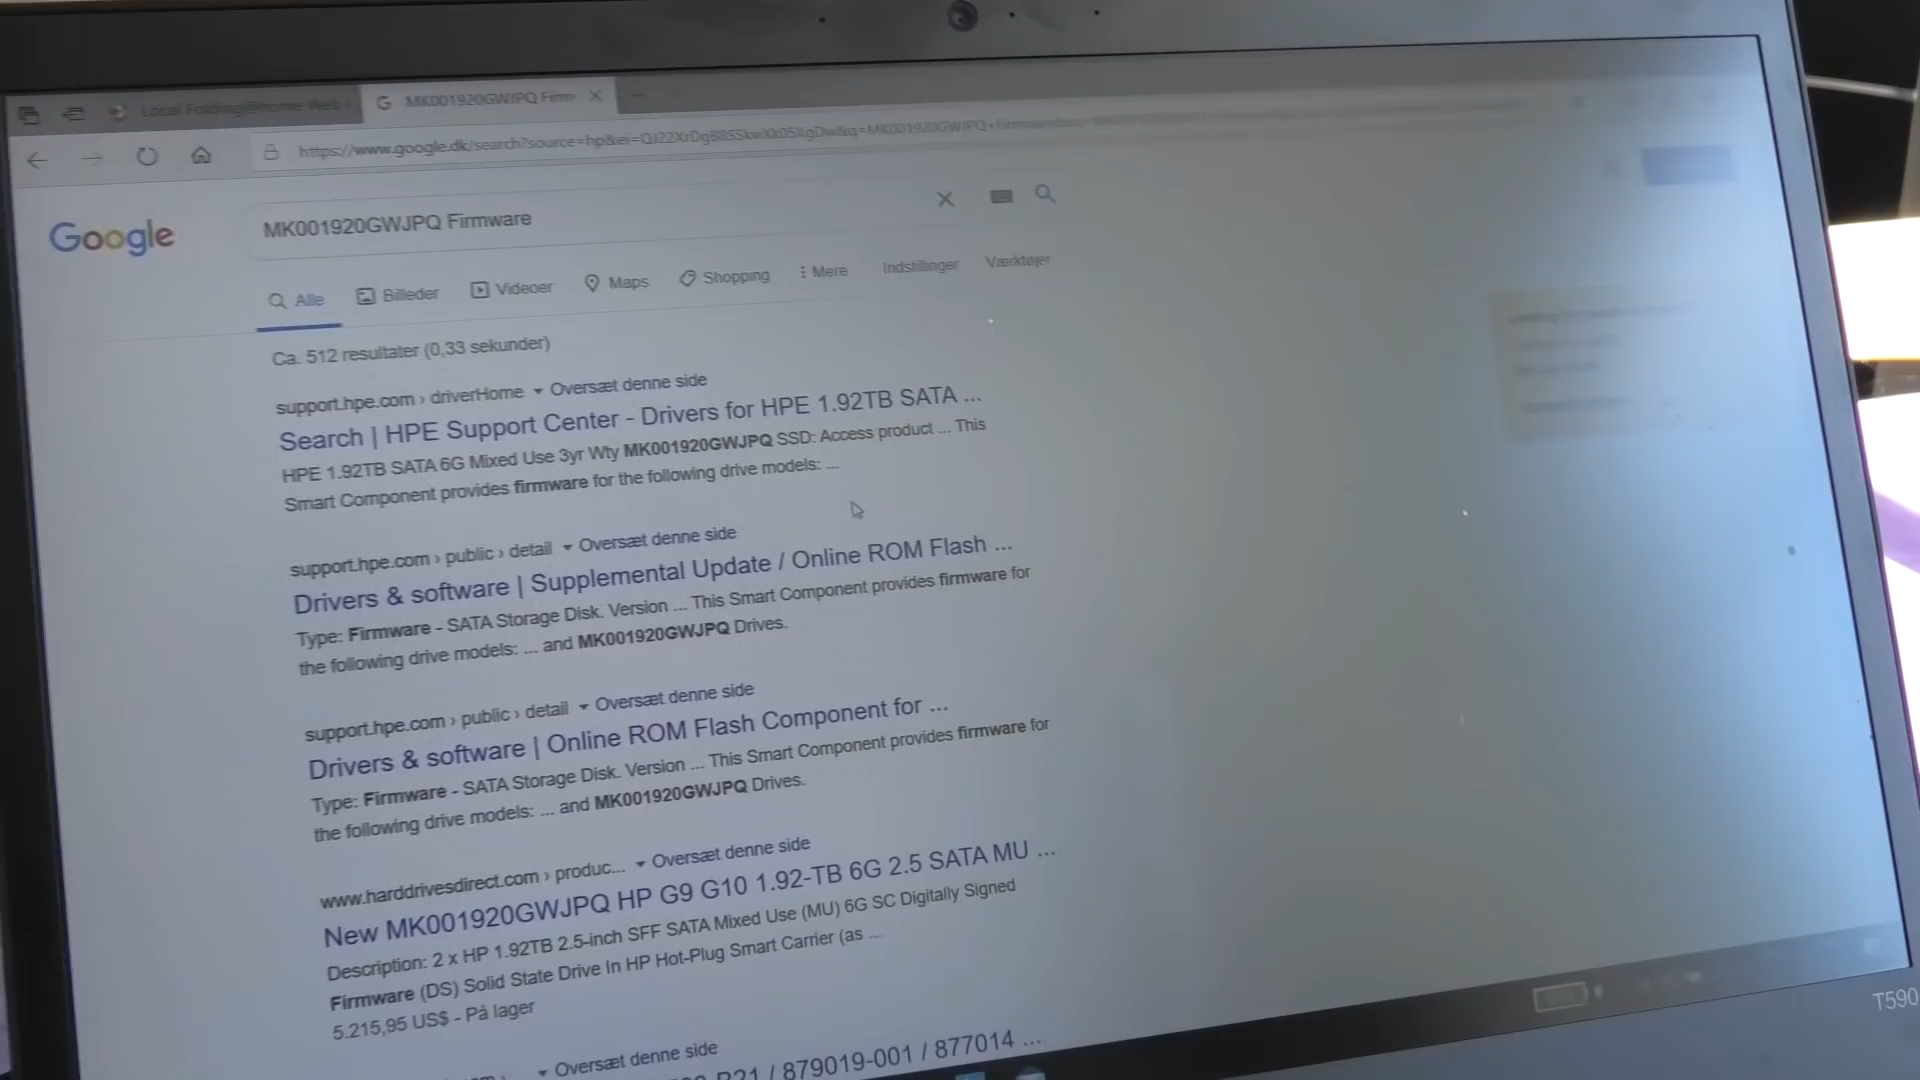 Local Folding@home Web
MK001920GWJPQ Firm
https://www.google.dk/search?source=hp&ei=
Google
MK001920GWJPQ Firmware
Alle
Billeder
Videoer
Maps
Shopping
Mere
Indstillinger
Værktøjer
Ca. 512 resultater (0,33 sekunder)
support.hpe.com › driverHome ▾ Oversæt denne side
Search | HPE Support Center - Drivers for HPE 1.92TB SATA ...
HPE 1.92TB SATA 6G Mixed Use 3yr Wty MK001920GWJPQ SSD: Access product ... This
Smart Component provides firmware for the following drive models: ...
support.hpe.com › public › detail ▾ Oversæt denne side
Drivers & software | Supplemental Update / Online ROM Flash ...
Type: Firmware - SATA Storage Disk. Version ... This Smart Component provides firmware for
the following drive models: ... and MK001920GWJPQ Drives.
support.hpe.com › public › detail ▾ Oversæt denne side
Drivers & software | Online ROM Flash Component for ...
Type: Firmware - SATA Storage Disk. Version ... This Smart Component provides firmware for
the following drive models: ... and MK001920GWJPQ Drives.
www.harddrivesdirect.com › produc... ▾ Oversæt denne side
New MK001920GWJPQ HP G9 G10 1.92-TB 6G 2.5 SATA MU ...
Description: 2 x HP 1.92TB 2.5-inch SFF SATA Mixed Use (MU) 6G SC Digitally Signed
Firmware (DS) Solid State Drive In HP Hot-Plug Smart Carrier (as ...
5.215,95 US$ - På lager
▾ Oversæt denne side
/ 879019-001 / 877014 ...
T590